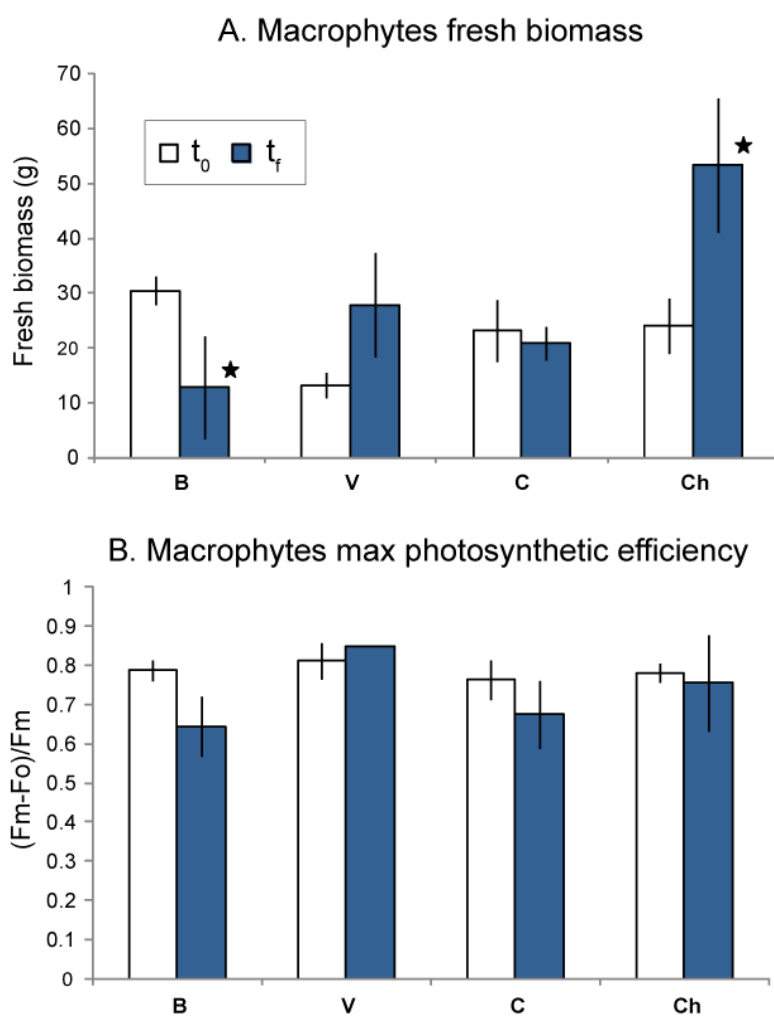 A. Macrophytes fresh biomass
Fresh biomass (g)
70
60
50
40
30
20
10
0
t0 tf
B V C Ch
B. Macrophytes max photosynthetic efficiency
(Fm-Fo)/Fm
1
0.9
0.8
0.7
0.6
0.5
0.4
0.3
0.2
0.1
0
B V C Ch